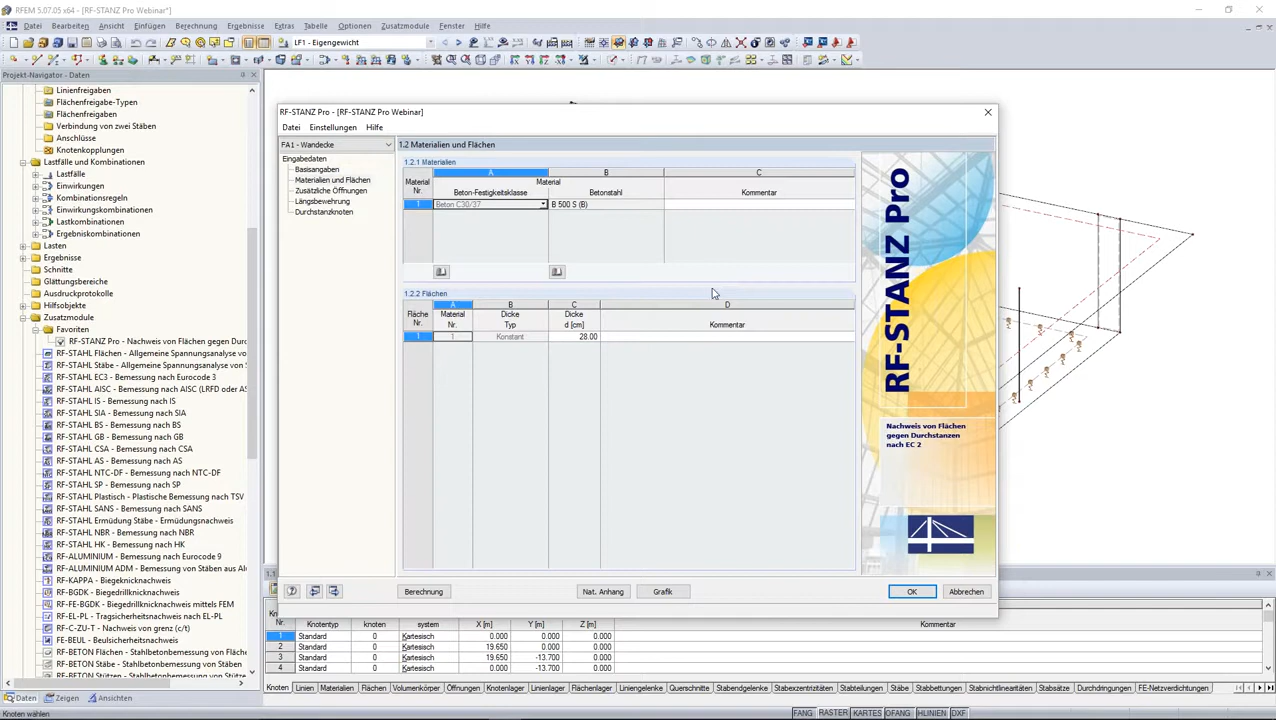 RFEM 5.07.05 x64 - [RF-STANZ Pro Webinar*]
Datei Bearbeiten Ansicht Einfügen Berechnung Ergebnisse Extras Tabelle Optionen Zusatzmodule Fenster Hilfe
LF1 - Eigengewicht
Projekt-Navigator - Daten
Linienfreigabe
Flächenfreigabe-Typen
Flächenfreigaben
Verbindung von zwei Stäben
Anschlüsse
Knotenkopplungen
Lastfälle und Kombinationen
Lastfälle
Einwirkungen
Kombinationsregeln
Einwirkungskombinationen
Lastkombinationen
Ergebniskombinationen
Lasten
Ergebnisse
Schnitte
Glättungsbereiche
Ausdruckprotokolle
Hilfsobjekte
Zusatzmodule
Favoriten
RF-STANZ Pro - Nachweis von Flächen gegen Durc
RF-STAHL Flächen - Allgemeine Spannungsanalyse vo
RF-STAHL Stäbe - Allgemeine Spannungsanalyse von
RF-STAHL EC3 - Bemessung nach Eurocode 3
RF-STAHL AISC - Bemessung nach AISC (LRFD oder AS
RF-STAHL IS - Bemessung nach IS
RF-STAHL SIA - Bemessung nach SIA
RF-STAHL BS - Bemessung nach BS
RF-STAHL GB - Bemessung nach GB
RF-STAHL CSA - Bemessung nach CSA
RF-STAHL AS - Bemessung nach AS
RF-STAHL NTC-DF - Bemessung nach NTC-DF
RF-STAHL SP - Bemessung nach SP
RF-STAHL Plastisch - Plastische Bemessung nach TSV
RF-STAHL SANS - Bemessung nach SANS
RF-STAHL Ermüdung Stäbe - Ermüdungsnachweis
RF-STAHL NBR - Bemessung nach NBR
RF-STAHL HK - Bemessung nach HK
RF-ALUMINIUM - Bemessung nach Eurocode 9
RF-ALUMINIUM ADM - Bemessung von Stäben aus Al
RF-KAPPA - Biegeknicknachweis
RF-BGDK - Biegedrillknicknachweis
RF-FE-BGDK - Biegedrillknicknachweis mittels FEM
RF-EL-PL - Tragsicherheitsnachweis nach EL-PL
RF-C-ZU-T - Nachweis von grenz (c/t)
FE-BEUL - Beulsicherheitsnachweis
RF-BETON Flächen - Stahlbetonbemessung von Fläche
RF-BETON Stäbe - Stahlbetonbemessung von Stäben
RF-BETON Stützen - Stahlbetonbemessung nach
Daten Zeigen Ansichten
RF-STANZ Pro - [RF-STANZ Pro Webinar]
Datei Einstellungen Hilfe
FA1 - Wandecke
Eingabedaten
Basisangaben
Materialien und Flächen
Zusätzliche Öffnungen
Längsbewehrung
Durchstanzknoten
1.2 Materialien und Flächen
1.2.1 Materialien
A B C
Material Nr. Material
Beton-Festigkeitsklasse Betonstahl Kommentar
1 Beton C30/37 B 500 S (B)
1.2.2 Flächen
A B C D
Fläche Nr. Material Nr. Dicke Typ Dicke d [cm] Kommentar
1 1 Konstant 28.00
RF-STANZ Pro
Nachweis von Flächen
gegen Durchstanzen
nach EC 2
Berechnung Nat. Anhang Grafik OK Abbrechen
Nr. Knotentyp knoten system X [m] Y [m] Z [m] Kommentar
1 Standard 0 Kartesisch 0.000 0.000 0.000
2 Standard 0 Kartesisch 19.650 0.000 0.000
3 Standard 0 Kartesisch 19.650 -13.700 0.000
4 Standard 0 Kartesisch 0.000 -13.700 0.000
Knoten Linien Materialien Flächen Volumenkörper Öffnungen Knotenlager Linienlager Flächenlager Liniengelenke Querschnitte Stabendgelenke Stabexzentrizitäten Stabteilungen Stäbe Stabbettungen Stabnichtlinearitäten Stabsätze Durchdringungen FE-Netzverdichtungen
Knoten wählen
FANG RASTER KARTES OFANG HLINIEN DXF